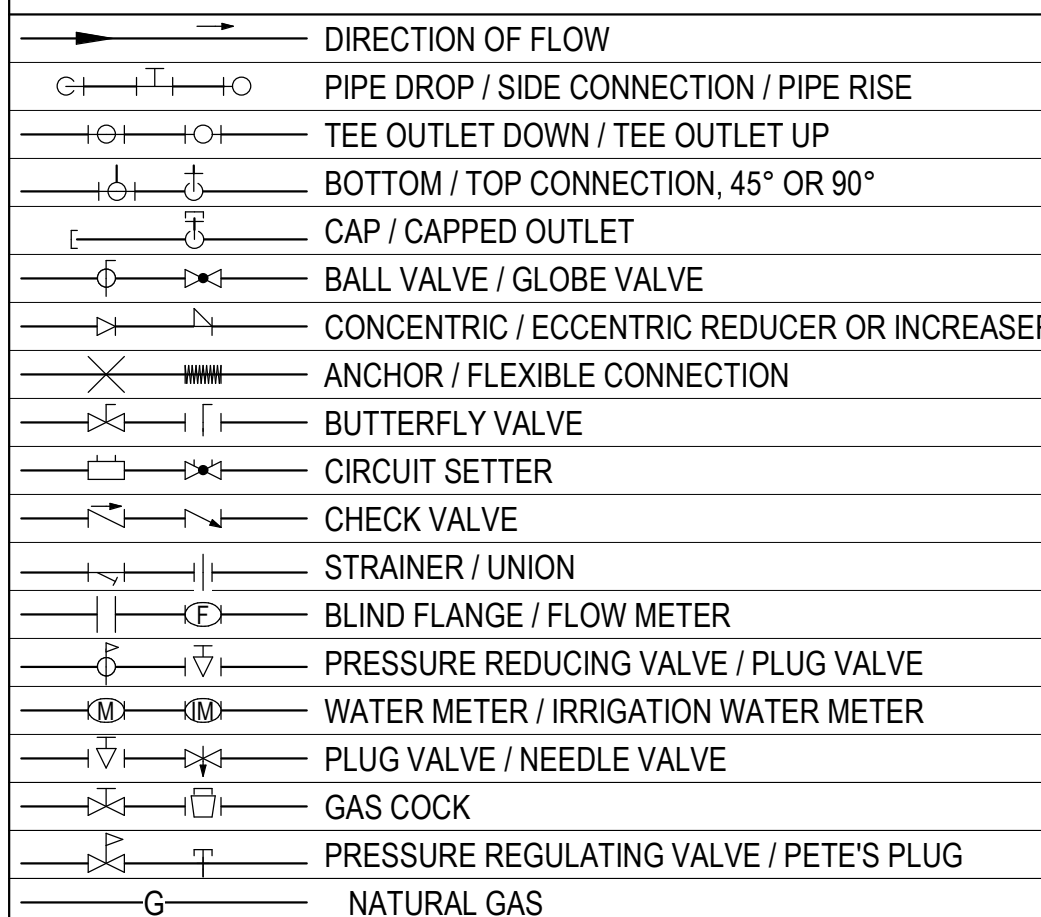 DIRECTION OF FLOW
PIPE DROP / SIDE CONNECTION / PIPE RISE
TEE OUTLET DOWN / TEE OUTLET UP
BOTTOM / TOP CONNECTION, 45° OR 90°
CAP / CAPPED OUTLET
BALL VALVE / GLOBE VALVE
CONCENTRIC / ECCENTRIC REDUCER OR INCREASER
ANCHOR / FLEXIBLE CONNECTION
BUTTERFLY VALVE
CIRCUIT SETTER
CHECK VALVE
STRAINER / UNION
F BLIND FLANGE / FLOW METER
PRESSURE REDUCING VALVE / PLUG VALVE
M IM WATER METER / IRRIGATION WATER METER
PLUG VALVE / NEEDLE VALVE
GAS COCK
PRESSURE REGULATING VALVE / PETE'S PLUG
G NATURAL GAS